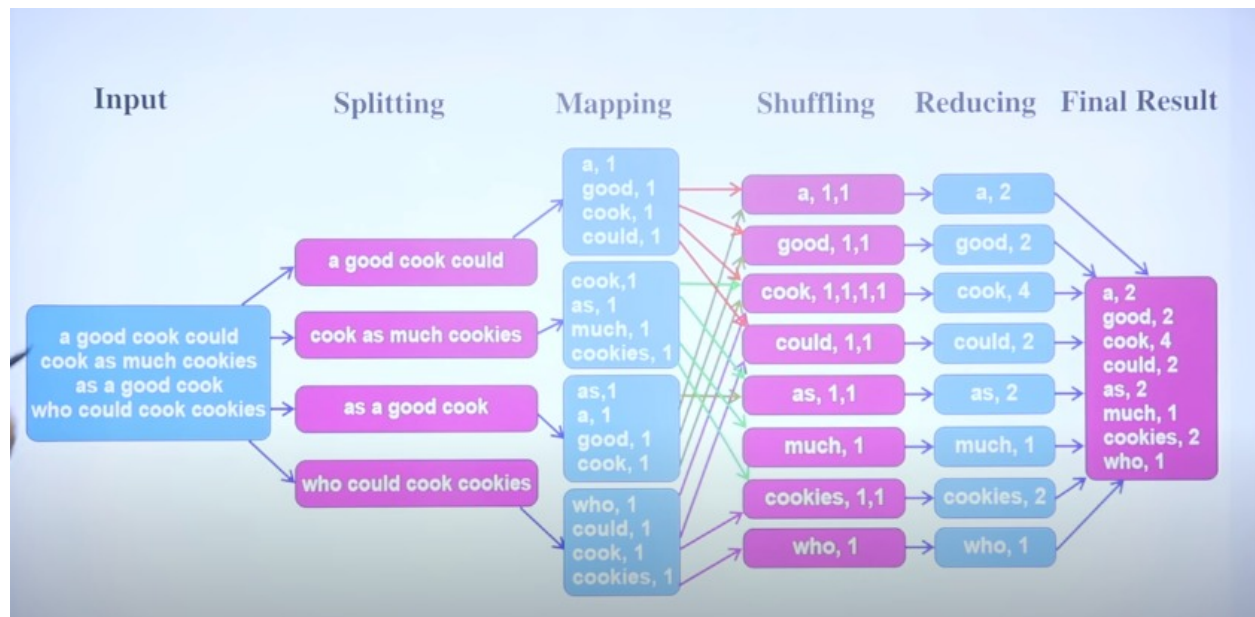 Input
Splitting
Mapping
Shuffling
Reducing
Final Result
a good cook could
cook as much cookies
as a good cook
who could cook cookies
a good cook could
cook as much cookies
as a good cook
who could cook cookies
a, 1
good, 1
cook, 1
could, 1
cook,1
as, 1
much, 1
cookies, 1
as,1
a, 1
good, 1
cook, 1
who, 1
could, 1
cook, 1
cookies, 1
a, 1,1
good, 1,1
cook, 1,1,1,1
could, 1,1
as, 1,1
much, 1
cookies, 1,1
who, 1
a, 2
good, 2
cook, 4
could, 2
as, 2
much, 1
cookies, 2
who, 1
a, 2
good, 2
cook, 4
could, 2
as, 2
much, 1
cookies, 2
who, 1